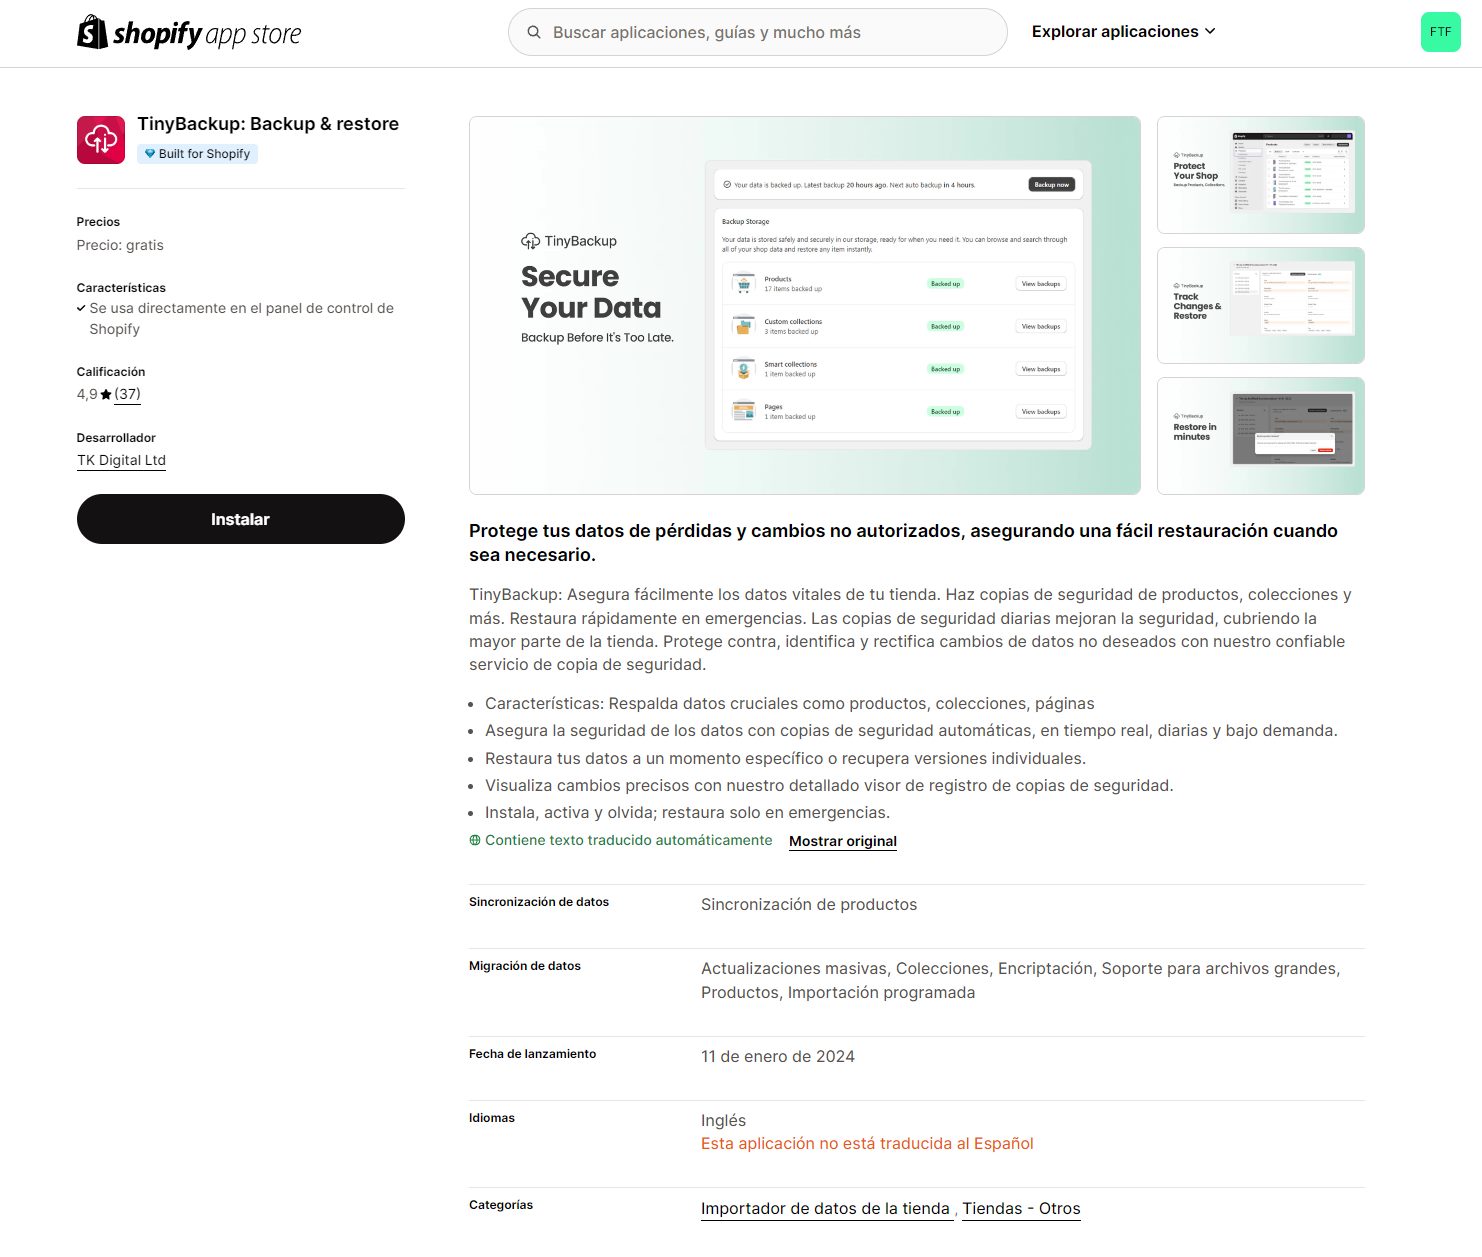 shopify app store
Buscar aplicaciones, guías y mucho más
Explorar aplicaciones
FTF
TinyBackup: Backup & restore
Built for Shopify
Precios
Precio: gratis
Características
Se usa directamente en el panel de control de
Shopify
Calificación
4,9 (37)
Desarrollador
TK Digital Ltd
Instalar
TinyBackup
Secure
Your Data
Backup Before It's Too Late.
Your data is backed up. Latest backup 20 hours ago. Next auto backup in 4 hours.
Backup now
Backup Storage
Your data is stored safely and securely in our storage, ready for when you need it. You can browse and search through
all of your shop data and restore any item instantly.
Products
17 items backed up
Backed up
View backups
Custom collections
3 items backed up
Backed up
View backups
Smart collections
1 item backed up
Backed up
View backups
Pages
1 item backed up
Backed up
View backups
TinyBackup
Protect
Your Shop
Backup Products, Collections.
Products
TinyBackup
Track
Changes &
Restore
TinyBackup
Restore in
minutes
Protege tus datos de pérdidas y cambios no autorizados, asegurando una fácil restauración cuando
sea necesario.
TinyBackup: Asegura fácilmente los datos vitales de tu tienda. Haz copias de seguridad de productos, colecciones y
más. Restaura rápidamente en emergencias. Las copias de seguridad diarias mejoran la seguridad, cubriendo la
mayor parte de la tienda. Protege contra, identifica y rectifica cambios de datos no deseados con nuestro confiable
servicio de copia de seguridad.
• Características: Respalda datos cruciales como productos, colecciones, páginas
• Asegura la seguridad de los datos con copias de seguridad automáticas, en tiempo real, diarias y bajo demanda.
• Restaura tus datos a un momento específico o recupera versiones individuales.
• Visualiza cambios precisos con nuestro detallado visor de registro de copias de seguridad.
• Instala, activa y olvida; restaura solo en emergencias.
Contiene texto traducido automáticamente Mostrar original
Sincronización de datos
Sincronización de productos
Migración de datos
Actualizaciones masivas, Colecciones, Encriptación, Soporte para archivos grandes,
Productos, Importación programada
Fecha de lanzamiento
11 de enero de 2024
Idiomas
Inglés
Esta aplicación no está traducida al Español
Categorías
Importador de datos de la tienda , Tiendas - Otros